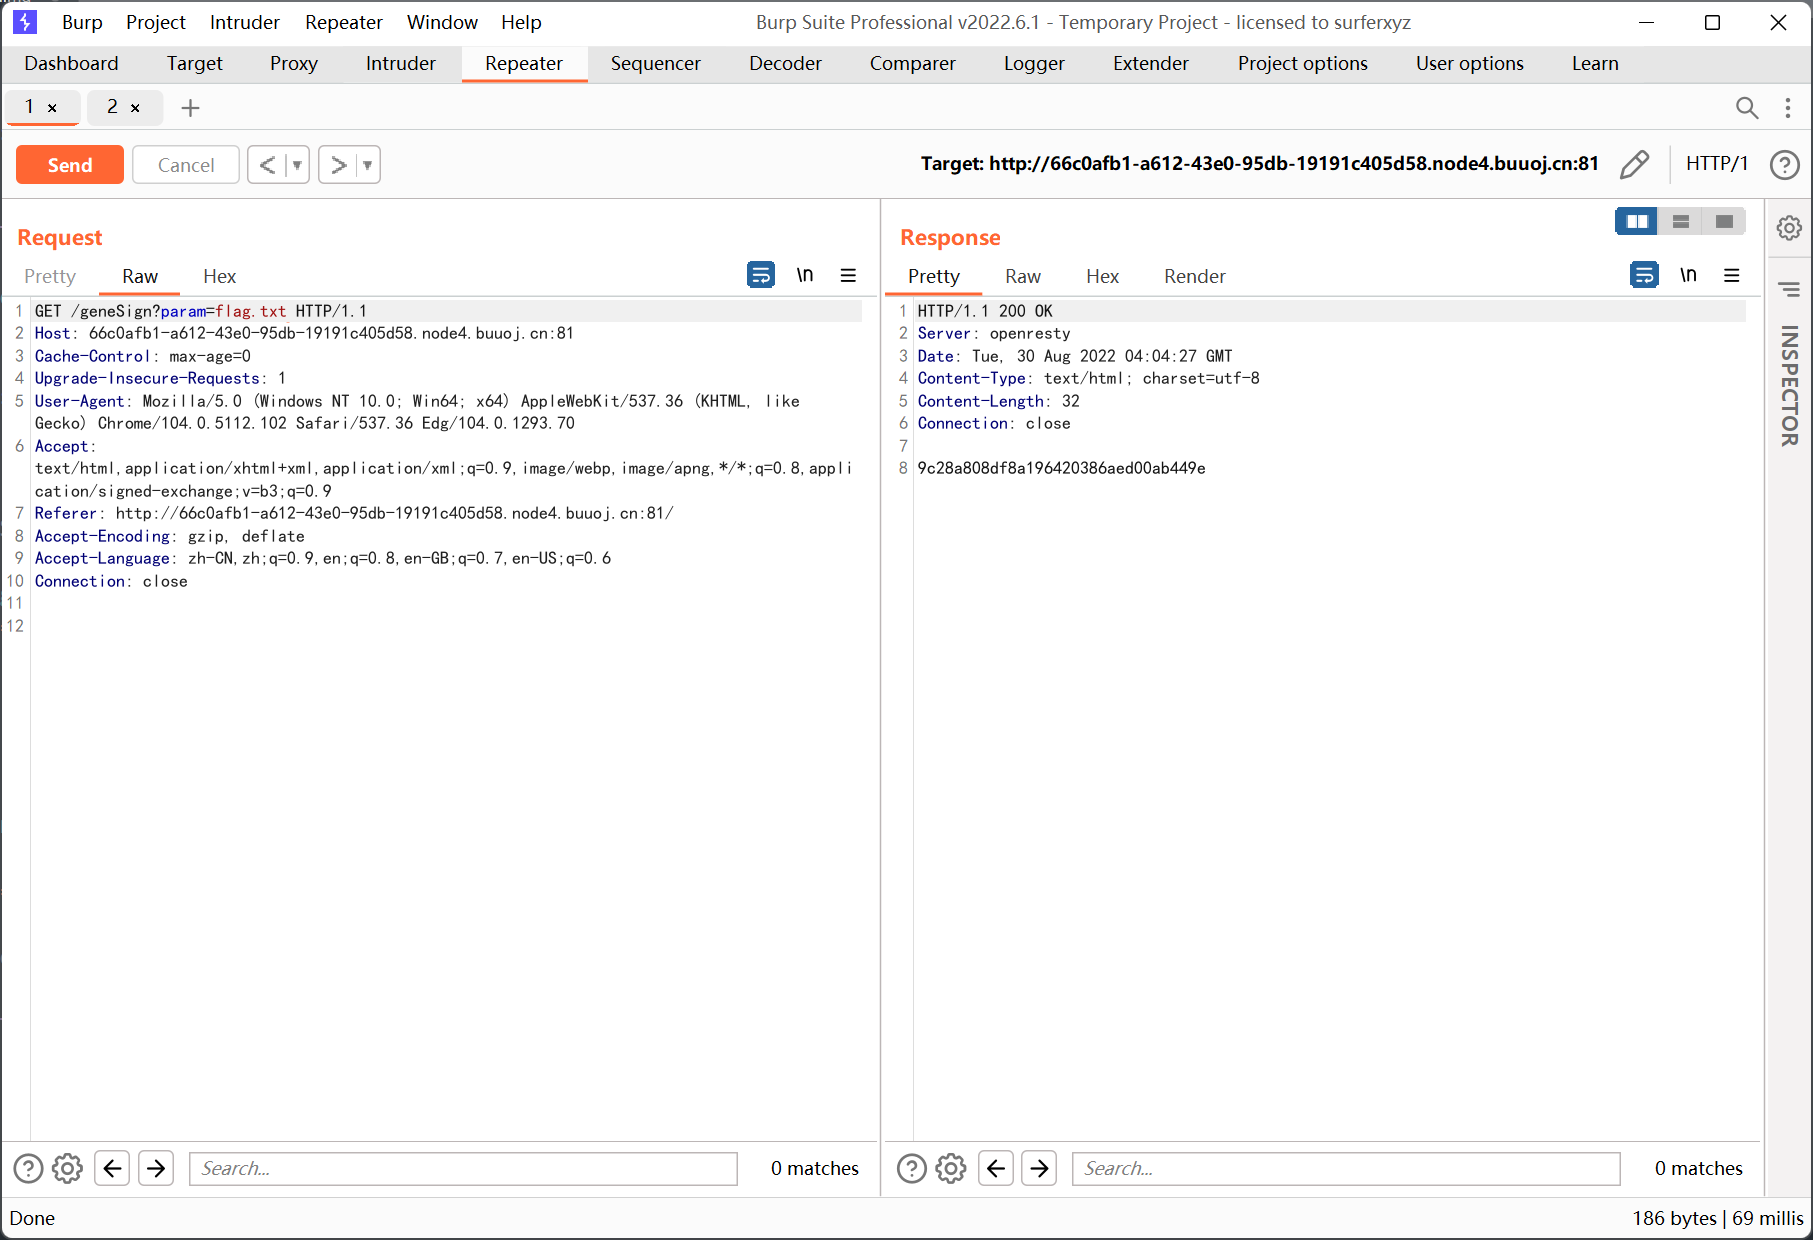 Burp Project Intruder Repeater Window Help Burp Suite Professional v2022.6.1 - Temporary Project - licensed to surferxyz
Dashboard Target Proxy Intruder Repeater Sequencer Decoder Comparer Logger Extender Project options User options Learn
1 × 2 ×
Send Cancel < > Target: http://66c0afb1-a612-43e0-95db-19191c405d58.node4.buuoj.cn:81 HTTP/1
Request
Pretty Raw Hex \n
1 GET /geneSign?param=flag.txt HTTP/1.1
2 Host: 66c0afb1-a612-43e0-95db-19191c405d58.node4.buuoj.cn:81
3 Cache-Control: max-age=0
4 Upgrade-Insecure-Requests: 1
5 User-Agent: Mozilla/5.0 (Windows NT 10.0; Win64; x64) AppleWebKit/537.36 (KHTML, like
Gecko) Chrome/104.0.5112.102 Safari/537.36 Edg/104.0.1293.70
6 Accept:
text/html,application/xhtml+xml,application/xml;q=0.9,image/webp,image/apng,*/*;q=0.8,appli
cation/signed-exchange;v=b3;q=0.9
7 Referer: http://66c0afb1-a612-43e0-95db-19191c405d58.node4.buuoj.cn:81/
8 Accept-Encoding: gzip, deflate
9 Accept-Language: zh-CN,zh;q=0.9,en;q=0.8,en-GB;q=0.7,en-US;q=0.6
10 Connection: close
11
12
Search... 0 matches
Response
Pretty Raw Hex Render \n
1 HTTP/1.1 200 OK
2 Server: openresty
3 Date: Tue, 30 Aug 2022 04:04:27 GMT
4 Content-Type: text/html; charset=utf-8
5 Content-Length: 32
6 Connection: close
7
8 9c28a808df8a196420386aed00ab449e
Search... 0 matches
INSPECTOR
Done 186 bytes | 69 millis